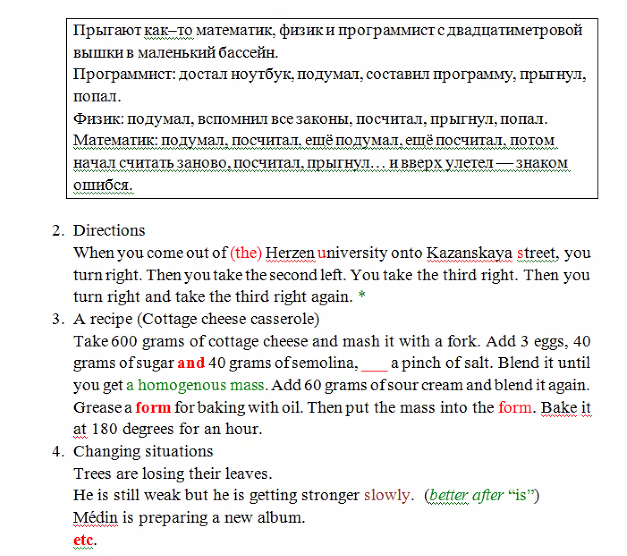 Прыгают как–то математик, физик и программист с двадцатиметровой
вышки в маленький бассейн.
Программист: достал ноутбук, подумал, составил программу, прыгнул,
попал.
Физик: подумал, вспомнил все законы, посчитал, прыгнул, попал.
Математик: подумал, посчитал, ещё подумал, ещё посчитал, потом
начал считать заново, посчитал, прыгнул… и вверх улетел — знаком
ошибся.
2. Directions
When you come out of (the) Herzen university onto Kazanskaya street, you
turn right. Then you take the second left. You take the third right. Then you
turn right and take the third right again. *
3. A recipe (Cottage cheese casserole)
Take 600 grams of cottage cheese and mash it with a fork. Add 3 eggs, 40
grams of sugar and 40 grams of semolina, ___ a pinch of salt. Blend it until
you get a homogenous mass. Add 60 grams of sour cream and blend it again.
Grease a form for baking with oil. Then put the mass into the form. Bake it
at 180 degrees for an hour.
4. Changing situations
Trees are losing their leaves.
He is still weak but he is getting stronger slowly. (better after “is”)
Médin is preparing a new album.
etc.